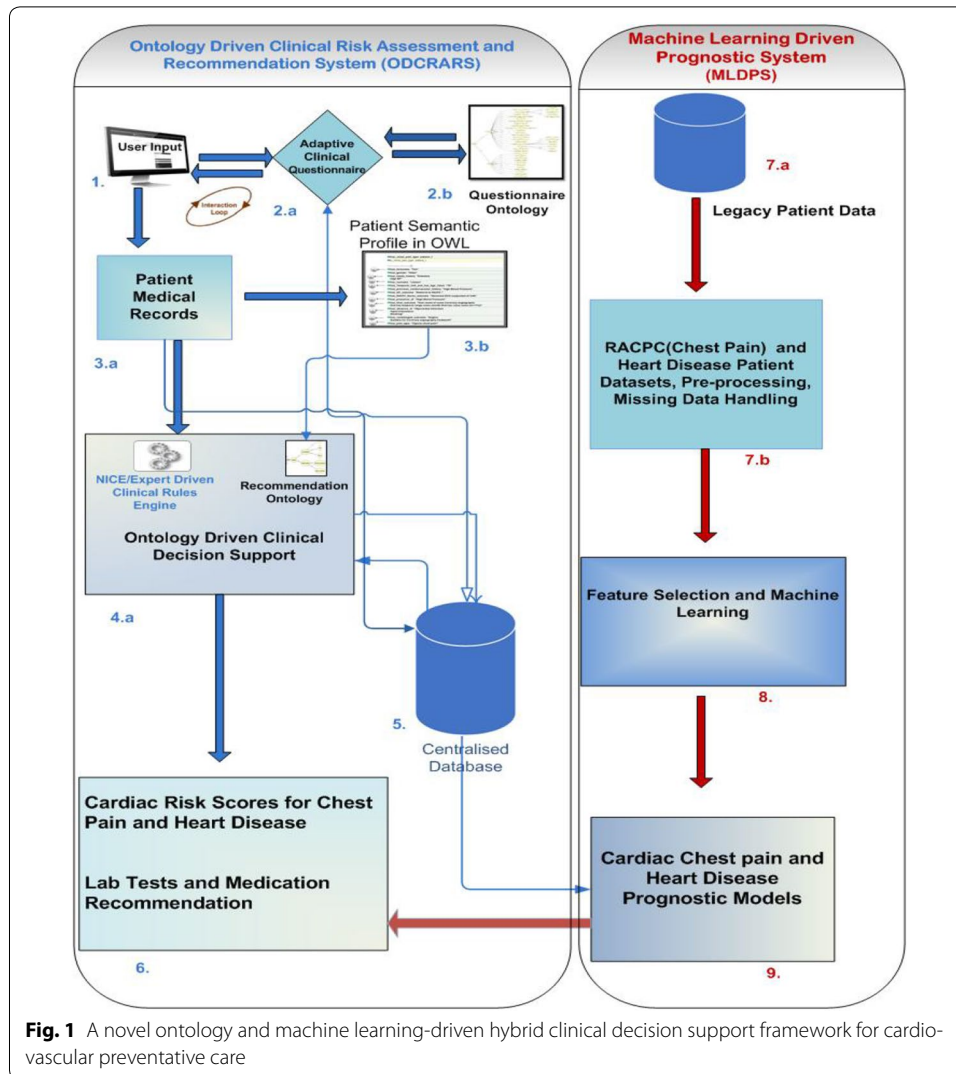 Ontology Driven Clinical Risk Assessment and
Recommendation System (ODCRARS)
Machine Learning Driven
Prognostic System
(MLDPS)
User Input
1.
Interaction
Loop
Adaptive
Clinical
Questionnaire
2.a
2.b
Questionnaire
Ontology
Patient
Medical
Records
3.a
Patient Semantic
Profile in OWL
3.b
NICE/Expert Driven
Clinical Rules
Engine
Recommendation
Ontology
Ontology Driven Clinical
Decision Support
4.a
5.
Centralised
Database
Cardiac Risk Scores for Chest
Pain and Heart Disease
Lab Tests and Medication
Recommendation
6.
7.a
Legacy Patient Data
RACPC(Chest Pain) and
Heart Disease Patient
Datasets, Pre-processing,
Missing Data Handling
7.b
Feature Selection and Machine
Learning
8.
Cardiac Chest pain and
Heart Disease
Prognostic Models
9.
Fig. 1 A novel ontology and machine learning-driven hybrid clinical decision support framework for cardio-
vascular preventative care